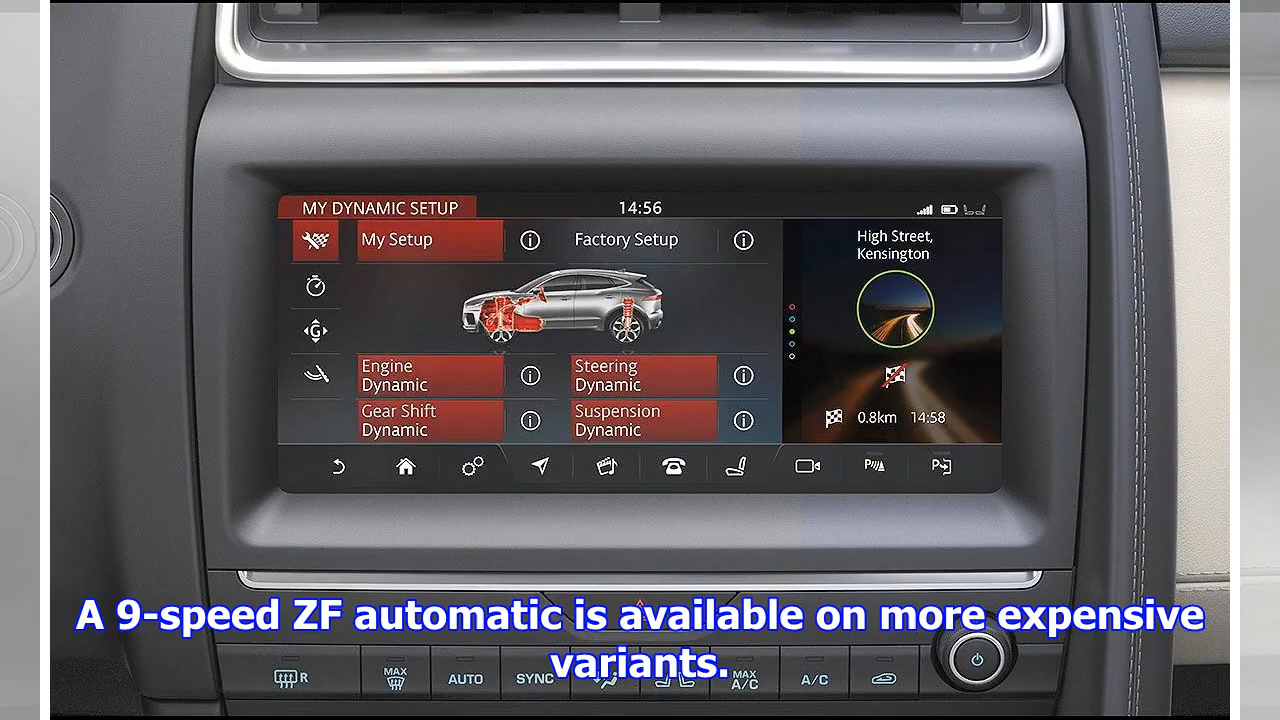 MY DYNAMIC SETUP
14:56
My Setup
Factory Setup
High Street,
Kensington
G
Engine
Dynamic
Steering
Dynamic
Gear Shift
Dynamic
Suspension
Dynamic
0.8km 14:58
A 9-speed ZF automatic is available on more expensive
variants.
R
MAX
AUTO
SYNC
MAX
A/C
A/C